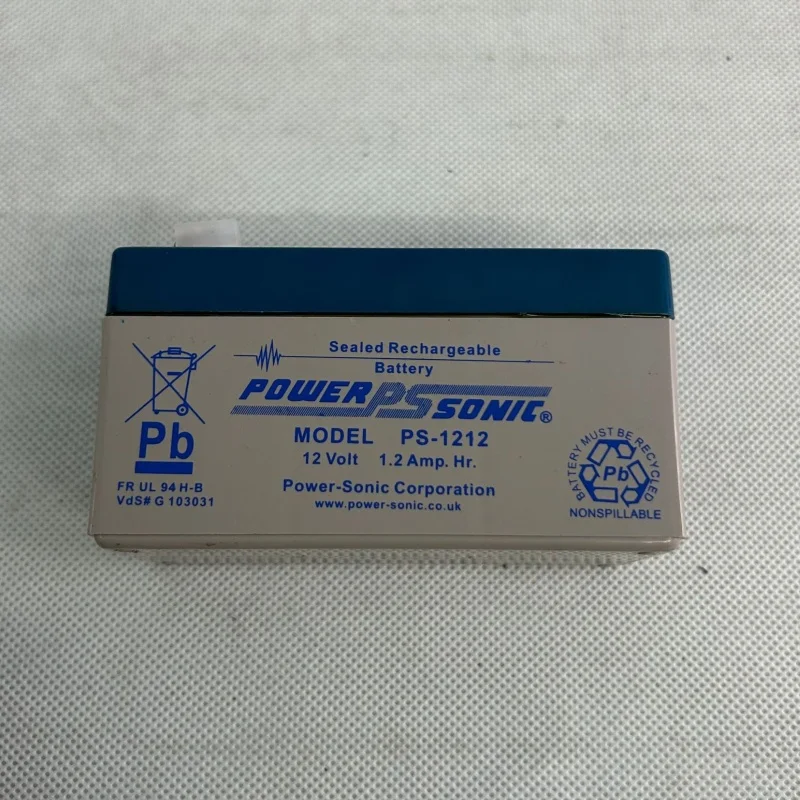 Sealed Rechargeable
Battery
POWER PS SONIC®
MODEL PS-1212
12 Volt 1.2 Amp. Hr.
Power-Sonic Corporation
www.power-sonic.co.uk
Pb
FR UL 94 H-B
VdS# G 103031
BATTERY MUST BE RECYCLED
Pb
NONSPILLABLE